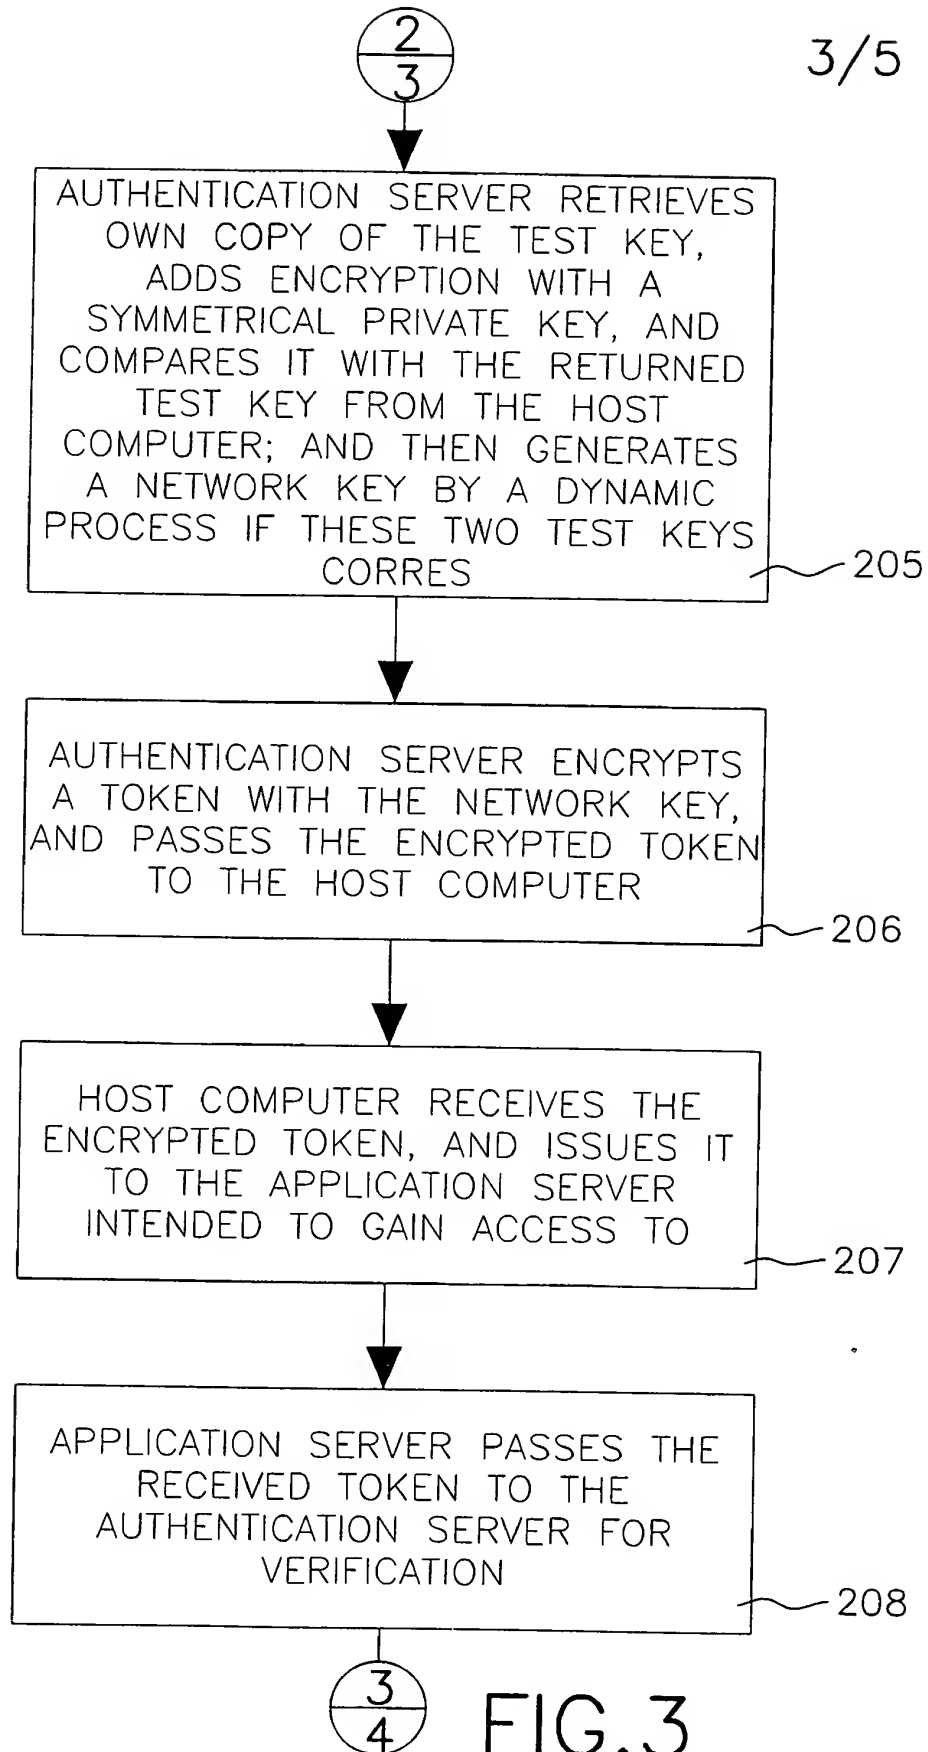 2
3
3/5
AUTHENTICATION SERVER RETRIEVES
OWN COPY OF THE TEST KEY,
ADDS ENCRYPTION WITH A
SYMMETRICAL PRIVATE KEY, AND
COMPARES IT WITH THE RETURNED
TEST KEY FROM THE HOST
COMPUTER; AND THEN GENERATES
A NETWORK KEY BY A DYNAMIC
PROCESS IF THESE TWO TEST KEYS
CORRES
205
AUTHENTICATION SERVER ENCRYPTS
A TOKEN WITH THE NETWORK KEY,
AND PASSES THE ENCRYPTED TOKEN
TO THE HOST COMPUTER
206
HOST COMPUTER RECEIVES THE
ENCRYPTED TOKEN, AND ISSUES IT
TO THE APPLICATION SERVER
INTENDED TO GAIN ACCESS TO
207
APPLICATION SERVER PASSES THE
RECEIVED TOKEN TO THE
AUTHENTICATION SERVER FOR
VERIFICATION
208
3
4
FIG.3